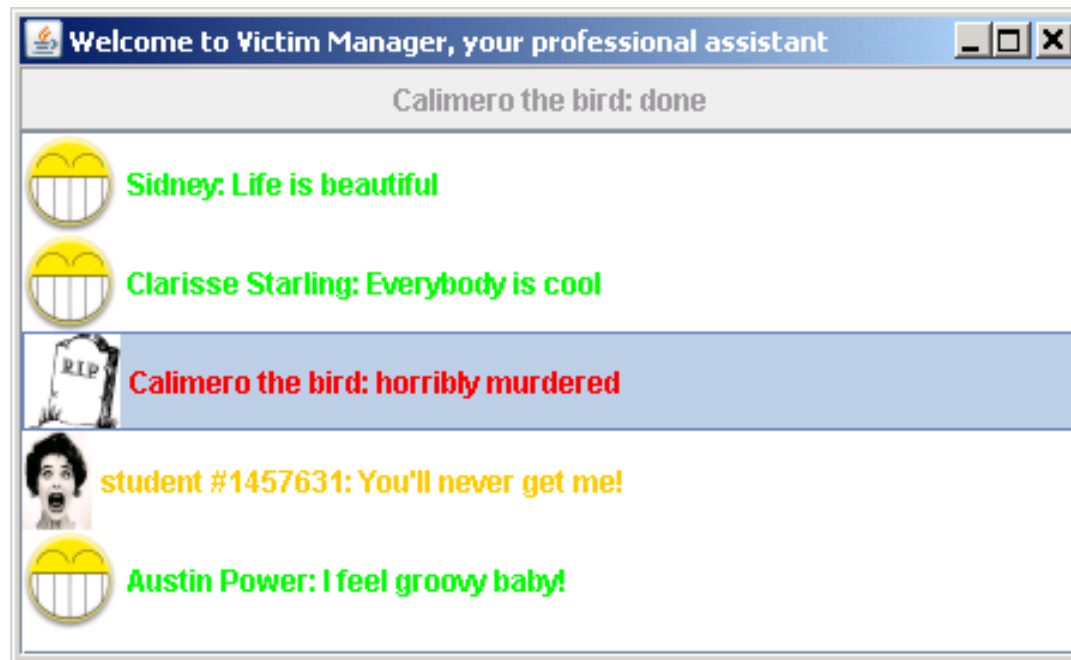 Welcome to Victim Manager, your professional assistant
Calimero the bird: done
Sidney: Life is beautiful
Clarisse Starling: Everybody is cool
RIP
Calimero the bird: horribly murdered
student #1457631: You'll never get me!
Austin Power: I feel groovy baby!